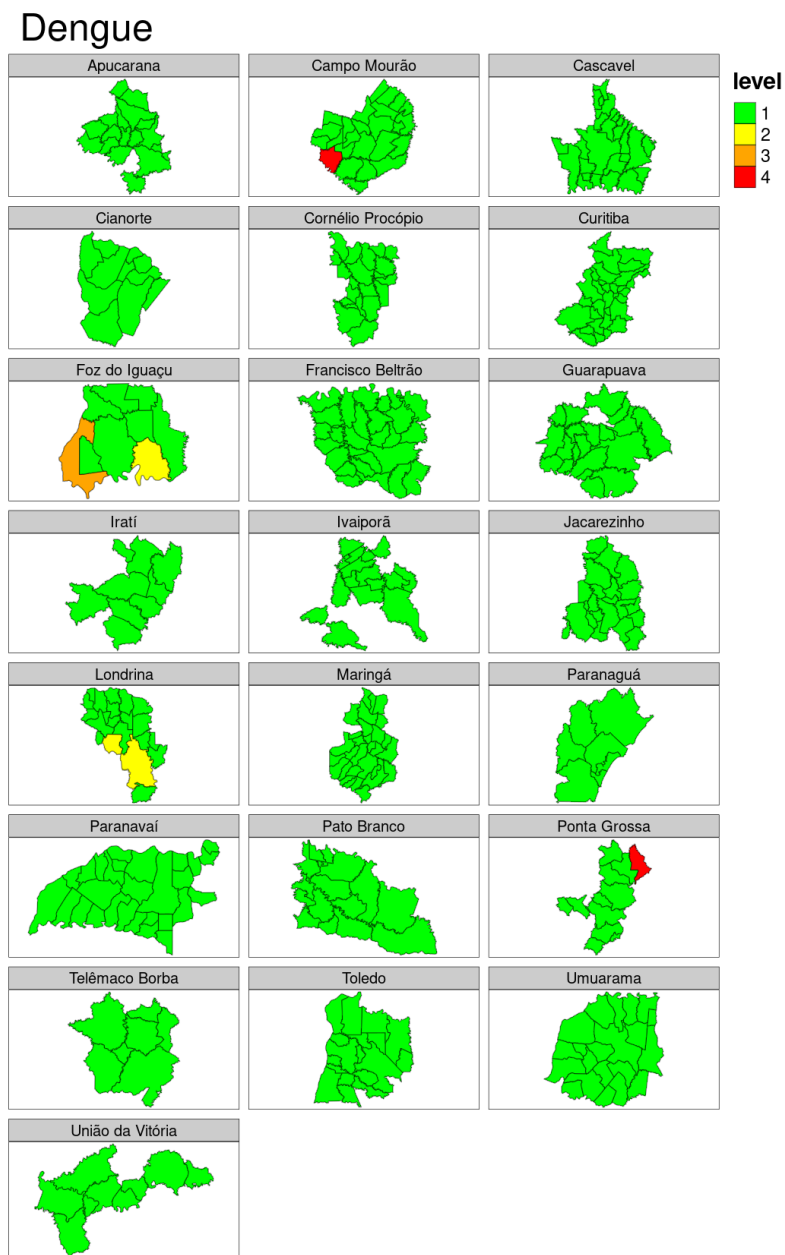 Dengue
Apucarana
Campo Mourão
Cascavel
level
1
2
3
4
Cianorte
Cornélio Procópio
Curitiba
Foz do Iguaçu
Francisco Beltrão
Guarapuava
Iratí
Ivaiporã
Jacarezinho
Londrina
Maringá
Paranaguá
Paranavaí
Pato Branco
Ponta Grossa
Telêmaco Borba
Toledo
Umuarama
União da Vitória